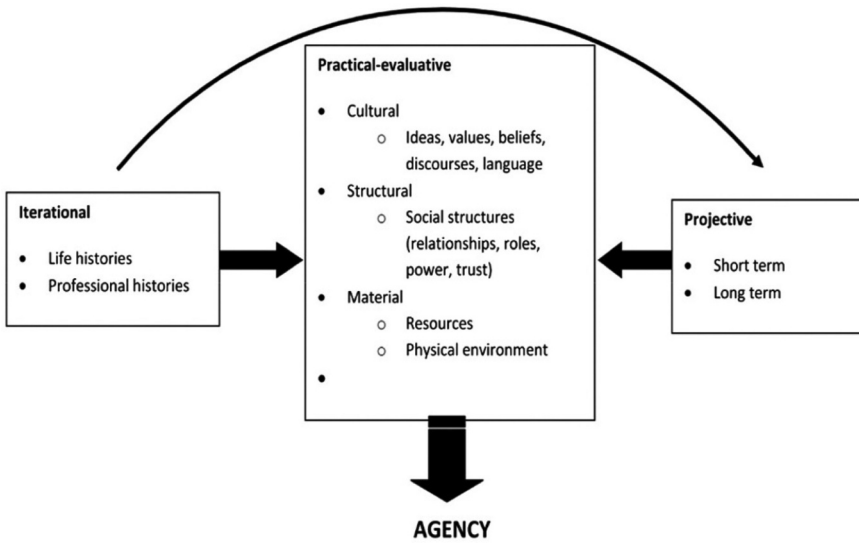 Practical-evaluative
• Cultural
o Ideas, values, beliefs,
discourses, language
• Structural
o Social structures
(relationships, roles,
power, trust)
• Material
o Resources
o Physical environment
•
Iterational
• Life histories
• Professional histories
Projective
• Short term
• Long term
AGENCY